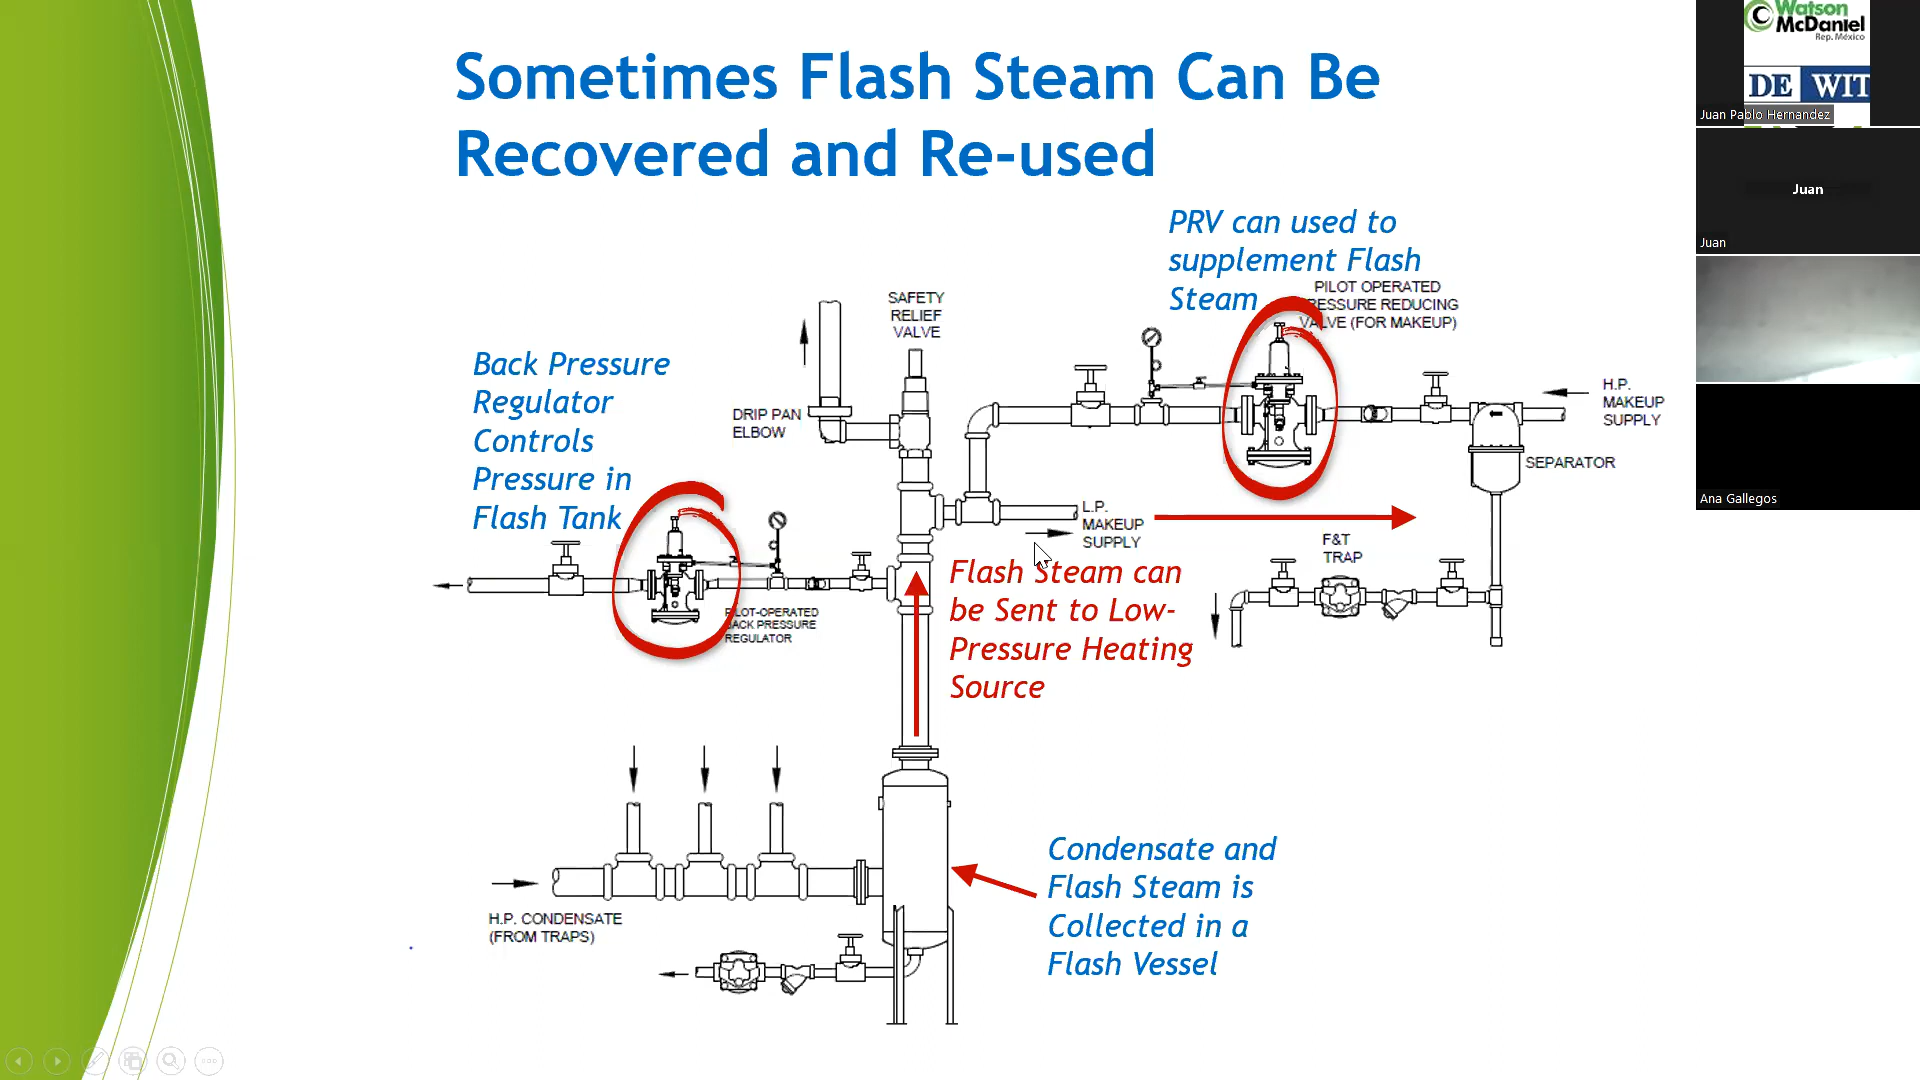 Sometimes Flash Steam Can Be
Recovered and Re-used
PRV can used to
supplement Flash
Steam
PILOT OPERATED
PRESSURE REDUCING
VALVE (FOR MAKEUP)
SAFETY
RELIEF
VALVE
Back Pressure
Regulator
Controls
Pressure in
Flash Tank
DRIP PAN
ELBOW
H.P.
MAKEUP
SUPPLY
SEPARATOR
L.P.
MAKEUP
SUPPLY
F&T
TRAP
Flash Steam can
be Sent to Low-
Pressure Heating
Source
PILOT-OPERATED
BACK PRESSURE
REGULATOR
Condensate and
Flash Steam is
Collected in a
Flash Vessel
H.P. CONDENSATE
(FROM TRAPS)
Watson
McDaniel
Rep. México
DE WIT
Juan Pablo Hernandez
Juan
Juan
Ana Gallegos